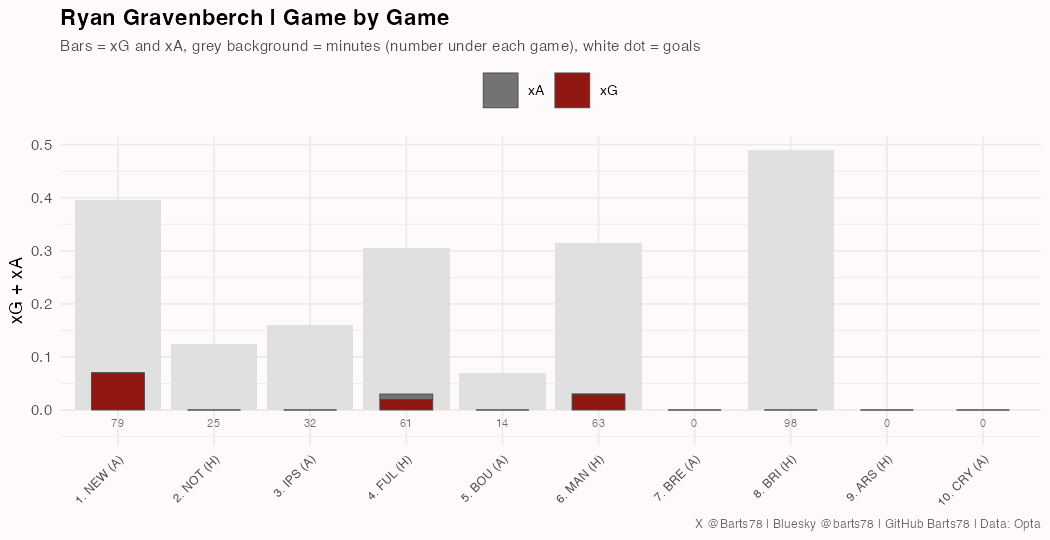 Ryan Gravenberch | Game by Game
Bars = xG and xA, grey background = minutes (number under each game), white dot = goals
xA xG
xG + xA
0.5
0.4
0.3
0.2
0.1
0.0
79 25 32 61 14 63 0 98 0 0
1. NEW (A) 2. NOT (H) 3. IPS (A) 4. FUL (H) 5. BOU (A) 6. MAN (H) 7. BRE (A) 8. BRI (H) 9. ARS (H) 10. CRY (A)
X @Barts78 | Bluesky @barts78 | GitHub Barts78 | Data: Opta